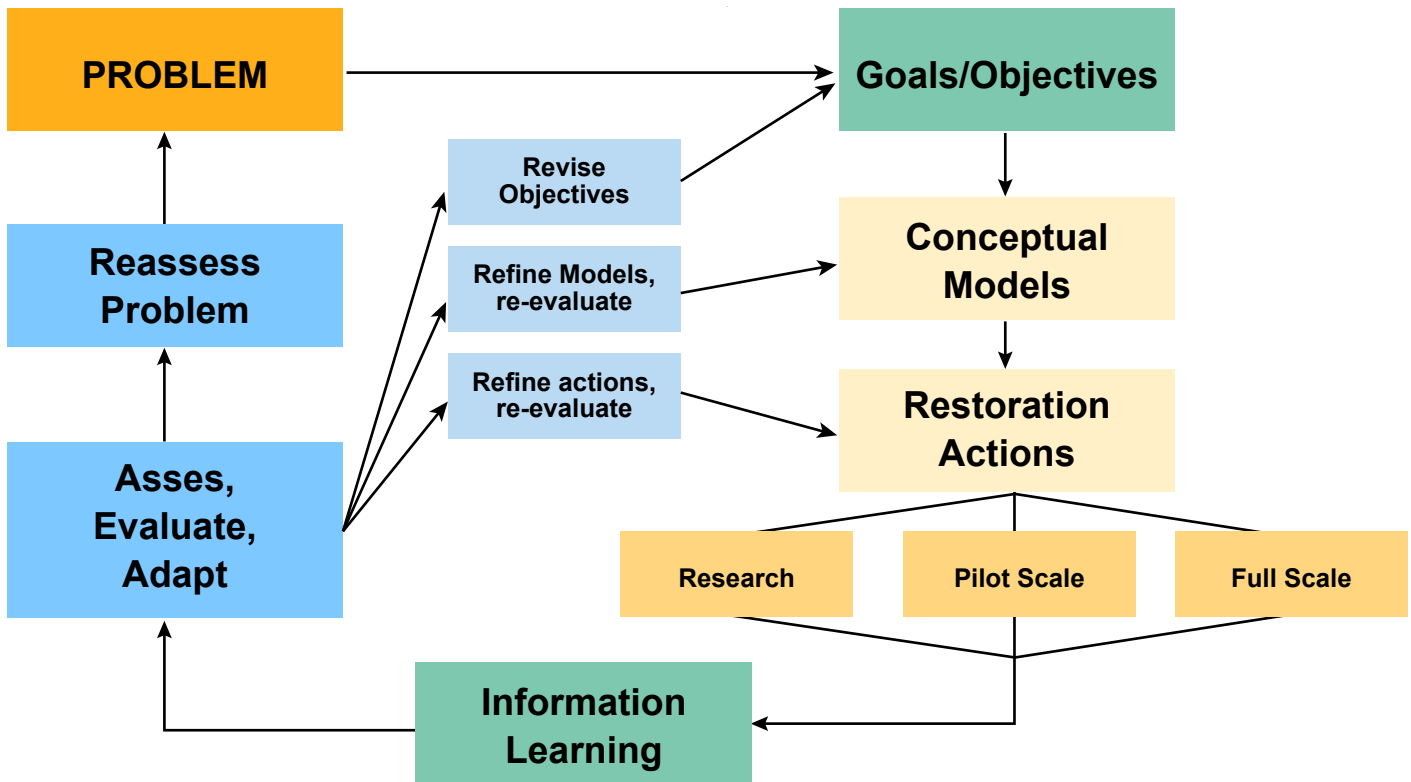 PROBLEM
Goals/Objectives
Revise
Objectives
Reassess
Problem
Refine Models,
re-evaluate
Conceptual
Models
Refine actions,
re-evaluate
Restoration
Actions
Asses,
Evaluate,
Adapt
Research
Pilot Scale
Full Scale
Information
Learning